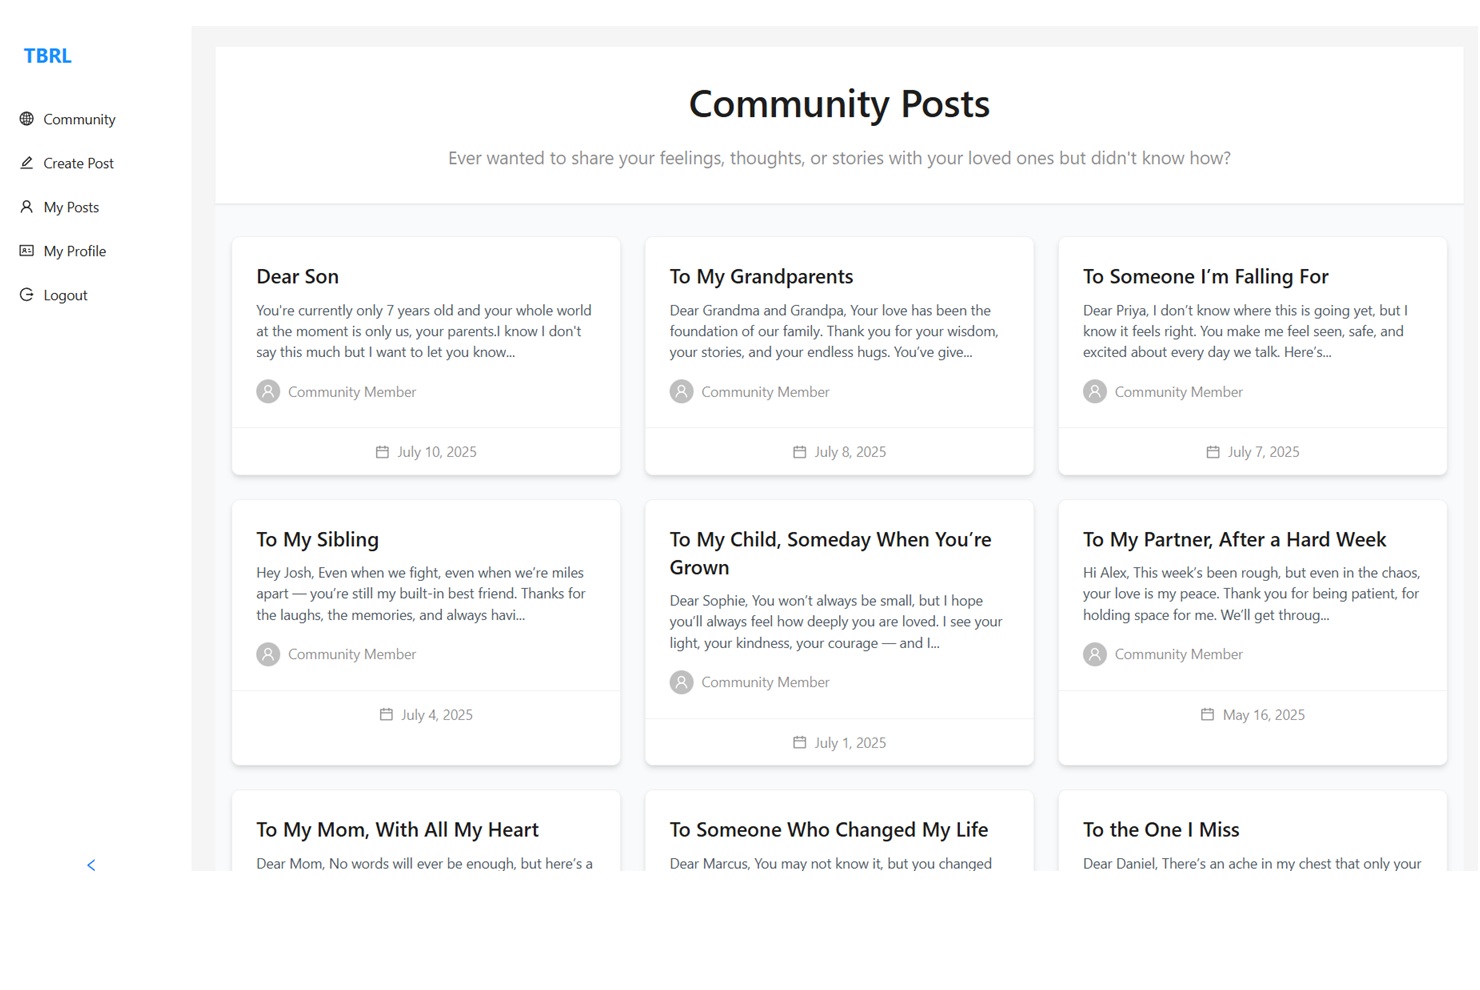 TBRL
Community
Create Post
My Posts
My Profile
Logout
Community Posts
Ever wanted to share your feelings, thoughts, or stories with your loved ones but didn't know how?
Dear Son
You're currently only 7 years old and your whole world
at the moment is only us, your parents.I know I don't
say this much but I want to let you know...
Community Member
July 10, 2025
To My Grandparents
Dear Grandma and Grandpa, Your love has been the
foundation of our family. Thank you for your wisdom,
your stories, and your endless hugs. You’ve give...
Community Member
July 8, 2025
To Someone I’m Falling For
Dear Priya, I don’t know where this is going yet, but I
know it feels right. You make me feel seen, safe, and
excited about every day we talk. Here’s...
Community Member
July 7, 2025
To My Sibling
Hey Josh, Even when we fight, even when we’re miles
apart — you’re still my built-in best friend. Thanks for
the laughs, the memories, and always havi...
Community Member
July 4, 2025
To My Child, Someday When You’re
Grown
Dear Sophie, You won’t always be small, but I hope
you’ll always feel how deeply you are loved. I see your
light, your kindness, your courage — and I...
Community Member
July 1, 2025
To My Partner, After a Hard Week
Hi Alex, This week’s been rough, but even in the chaos,
your love is my peace. Thank you for being patient, for
holding space for me. We’ll get throug...
Community Member
May 16, 2025
To My Mom, With All My Heart
Dear Mom, No words will ever be enough, but here’s a
To Someone Who Changed My Life
Dear Marcus, You may not know it, but you changed
To the One I Miss
Dear Daniel, There’s an ache in my chest that only your